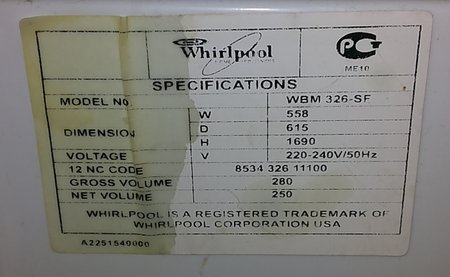 Whirlpool
PG
ME10
SPECIFICATIONS
MODEL NO. WBM 326-SF
W 558
DIMENSION D 615
H 1690
VOLTAGE V 220-240V/50Hz
12 NC CODE 8534 326 11100
GROSS VOLUME 280
NET VOLUME 250
WHIRLPOOL IS A REGISTERED TRADEMARK OF
WHIRLPOOL CORPORATION USA
A2251540000